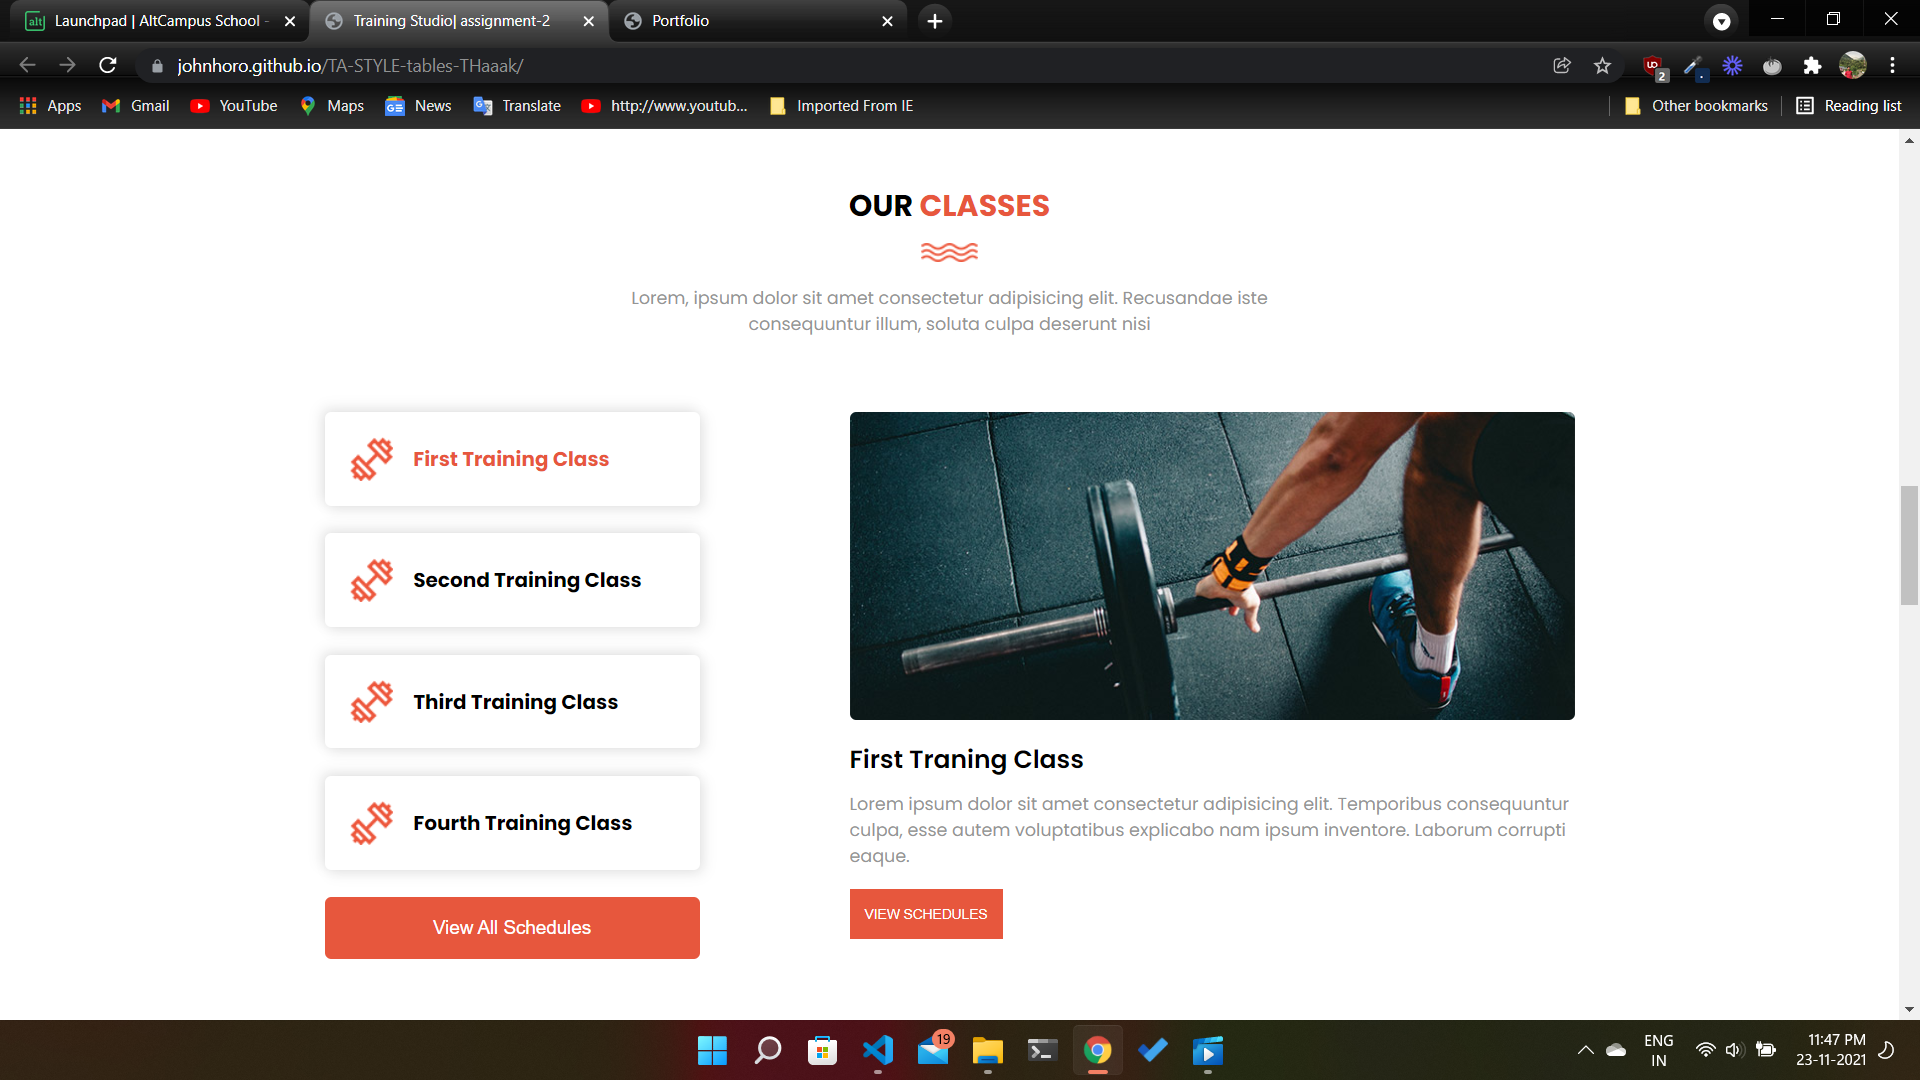 Launchpad | AltCampus School -
Training Studio| assignment-2
Portfolio
johnhoro.github.io/TA-STYLE-tables-THaaak/
2
Apps
Gmail
YouTube
Maps
News
Translate
http://www.youtub...
Imported From IE
Other bookmarks
Reading list
OUR CLASSES
Lorem, ipsum dolor sit amet consectetur adipisicing elit. Recusandae iste
consequuntur illum, soluta culpa deserunt nisi
First Training Class
Second Training Class
Third Training Class
Fourth Training Class
View All Schedules
First Traning Class
Lorem ipsum dolor sit amet consectetur adipisicing elit. Temporibus consequuntur
culpa, esse autem voluptatibus explicabo nam ipsum inventore. Laborum corrupti
eaque.
VIEW SCHEDULES
19
ENG
IN
11:47 PM
23-11-2021